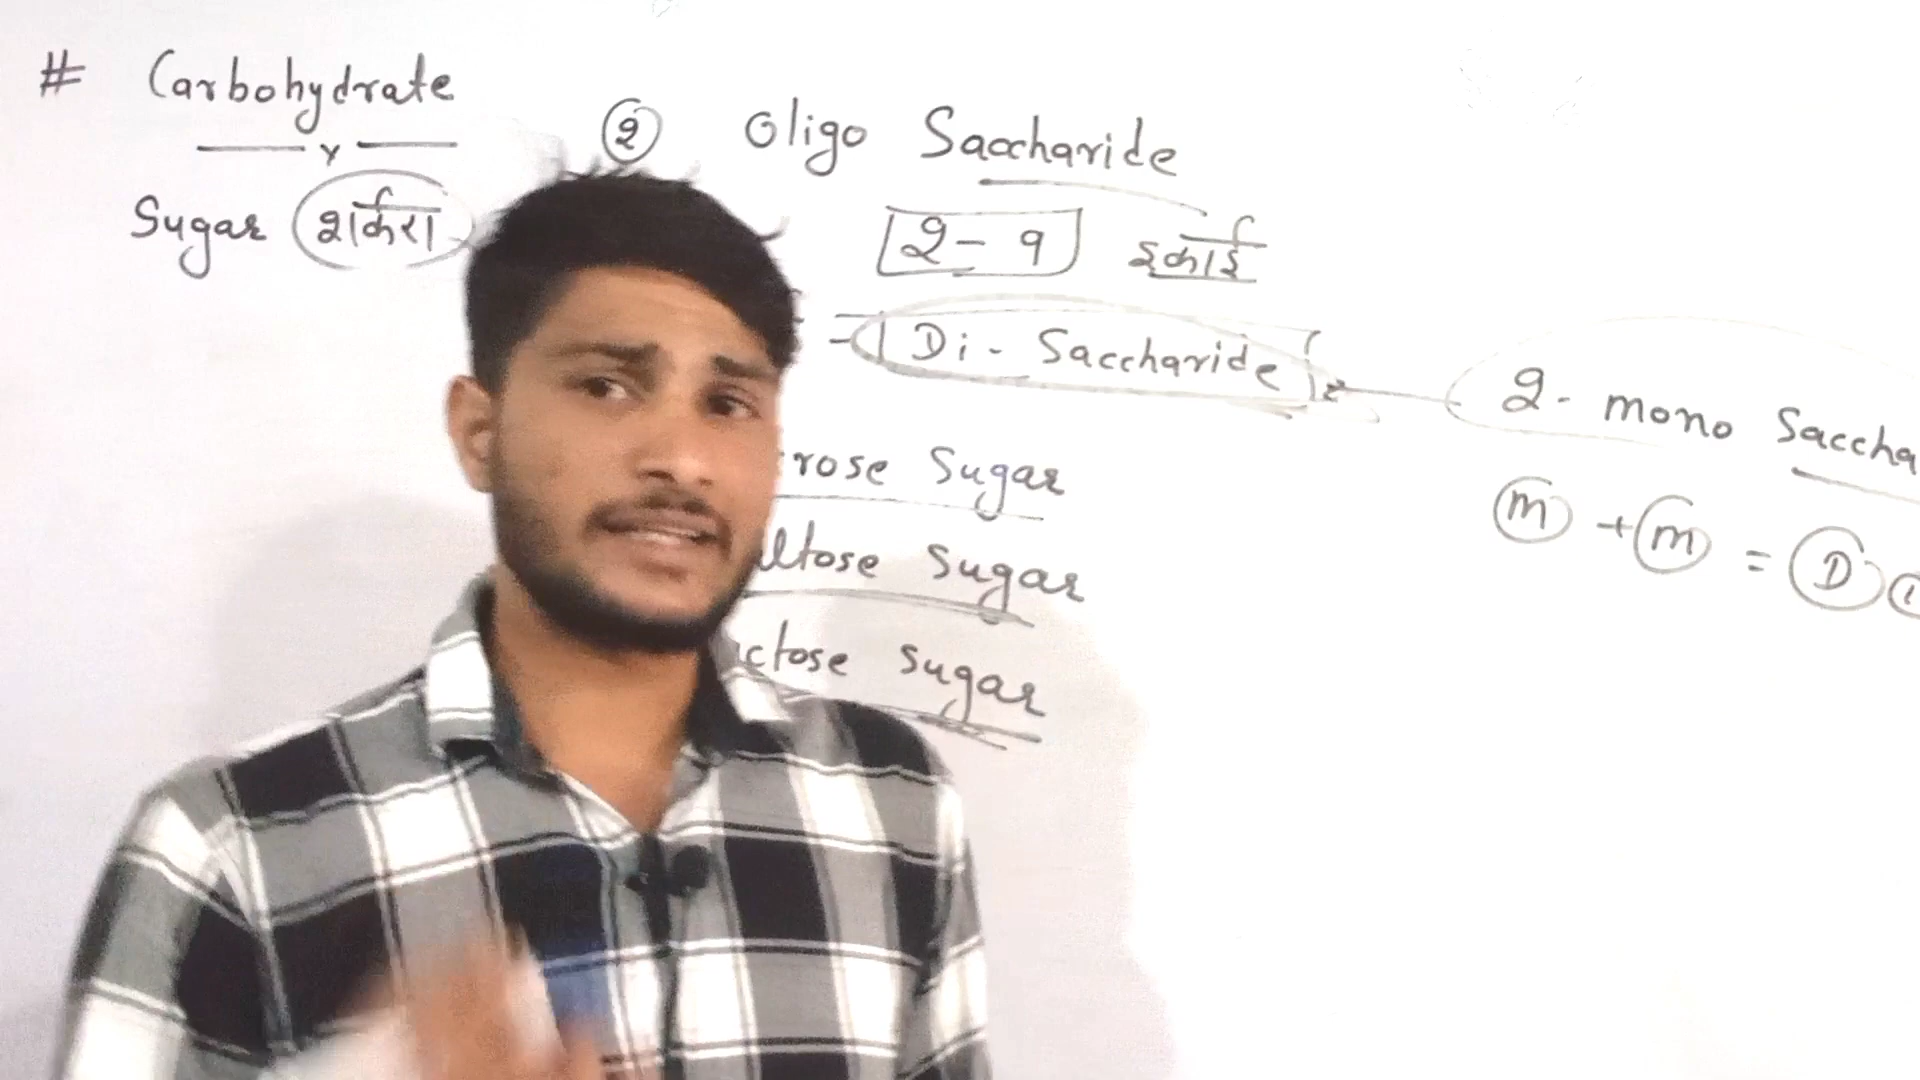 # Carbohydrate
Sugar शर्करा
2 Oligo Saccharide
2-9 इकाई
- Di-Saccharide - 2- mono Saccha
rose Sugar
ltose Sugar
ctose sugar
m + m = D